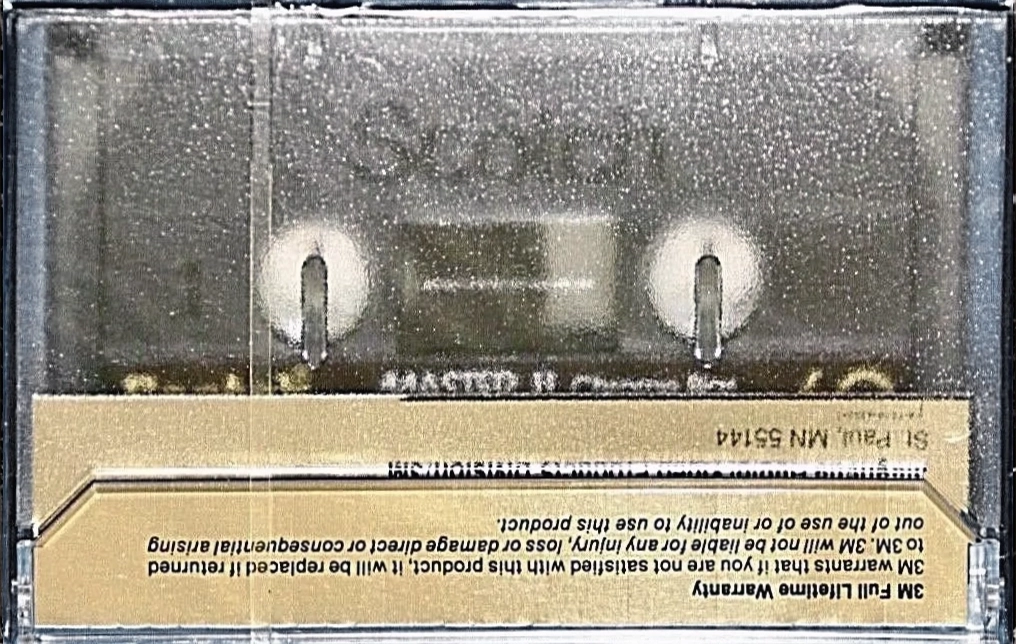 Scotch
MASTER II Chrome Bias
3M Full Lifetime Warranty
3M warrants that if you are not satisfied with this product, it will be replaced if returned
to 3M. 3M will not be liable for any injury, loss or damage direct or consequential arising
out of the use of or inability to use this product.
St. Paul, MN 55144